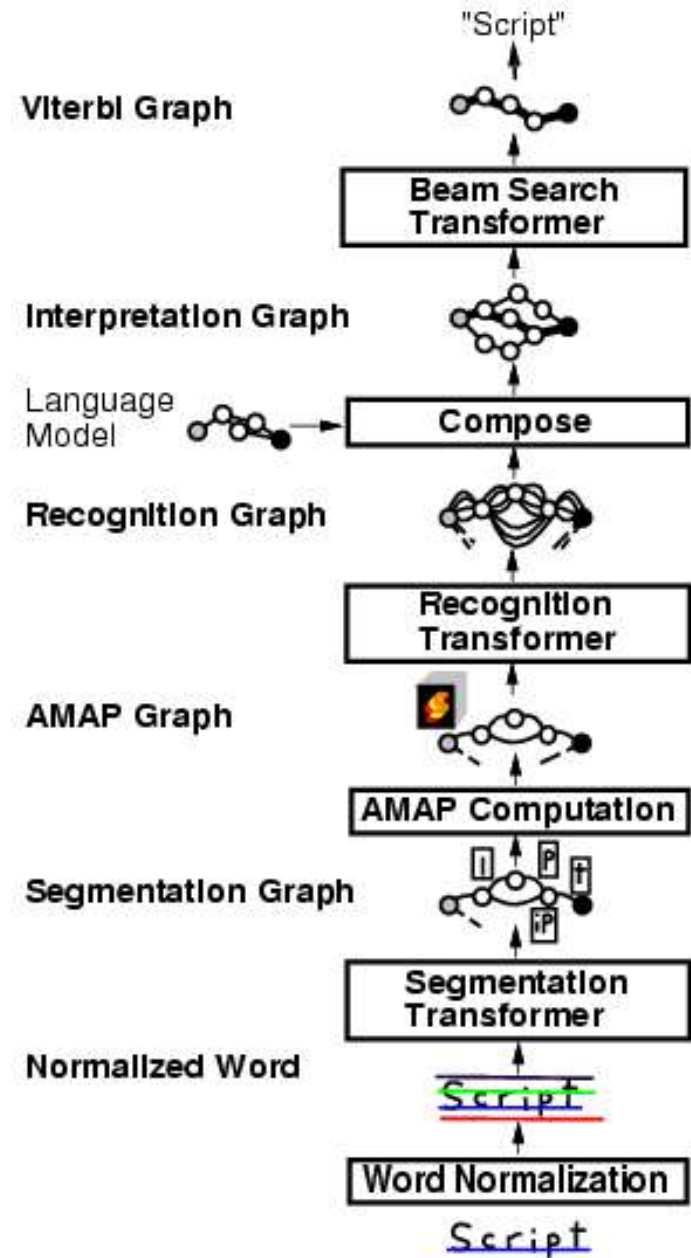 "Script"
Viterbi Graph
Beam Search
Transformer
Interpretation Graph
Language
Model
Compose
Recognition Graph
Recognition
Transformer
AMAP Graph
AMAP Computation
i
P
t
Segmentation Graph
iP
Segmentation
Transformer
Normalized Word
Script
Word Normalization
Script